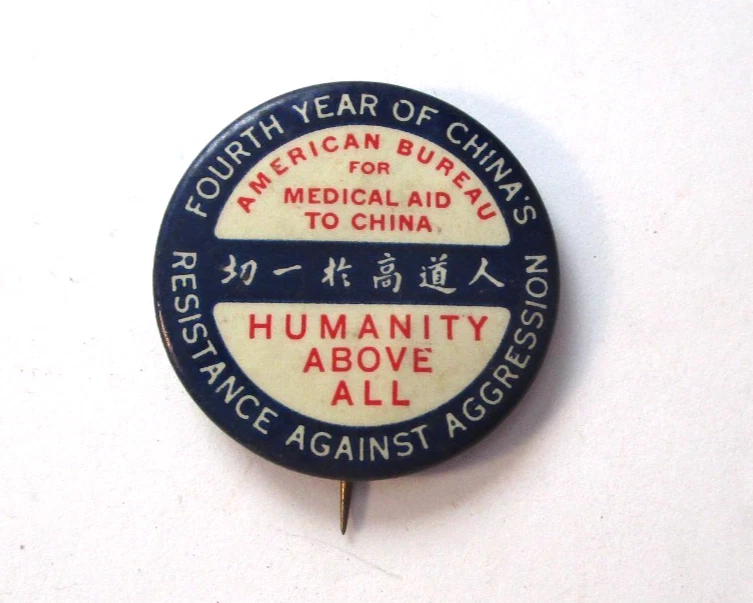 FOURTH YEAR OF CHINA'S
AMERICAN BUREAU
FOR
MEDICAL AID
TO CHINA
切一於高道人
HUMANITY
ABOVE
ALL
RESISTANCE AGAINST AGGRESSION